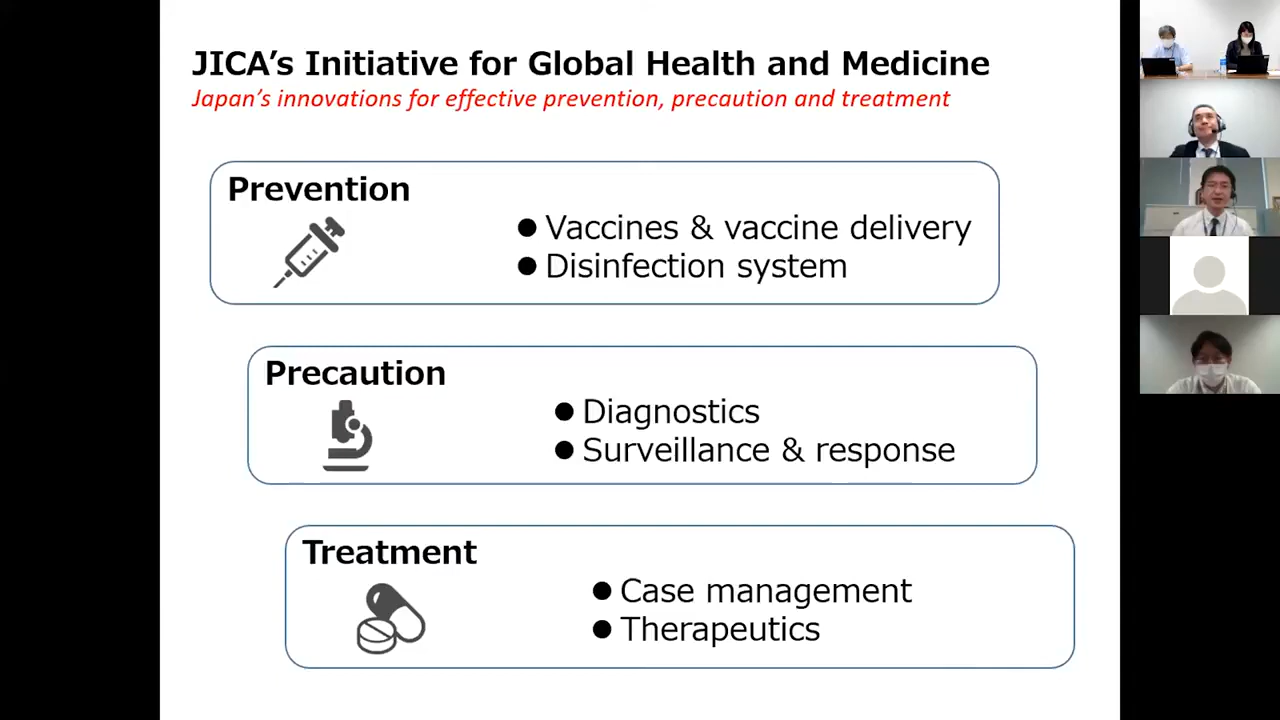 JICA’s Initiative for Global Health and Medicine
Japan’s innovations for effective prevention, precaution and treatment
Prevention
● Vaccines & vaccine delivery
● Disinfection system
Precaution
● Diagnostics
● Surveillance & response
Treatment
● Case management
● Therapeutics